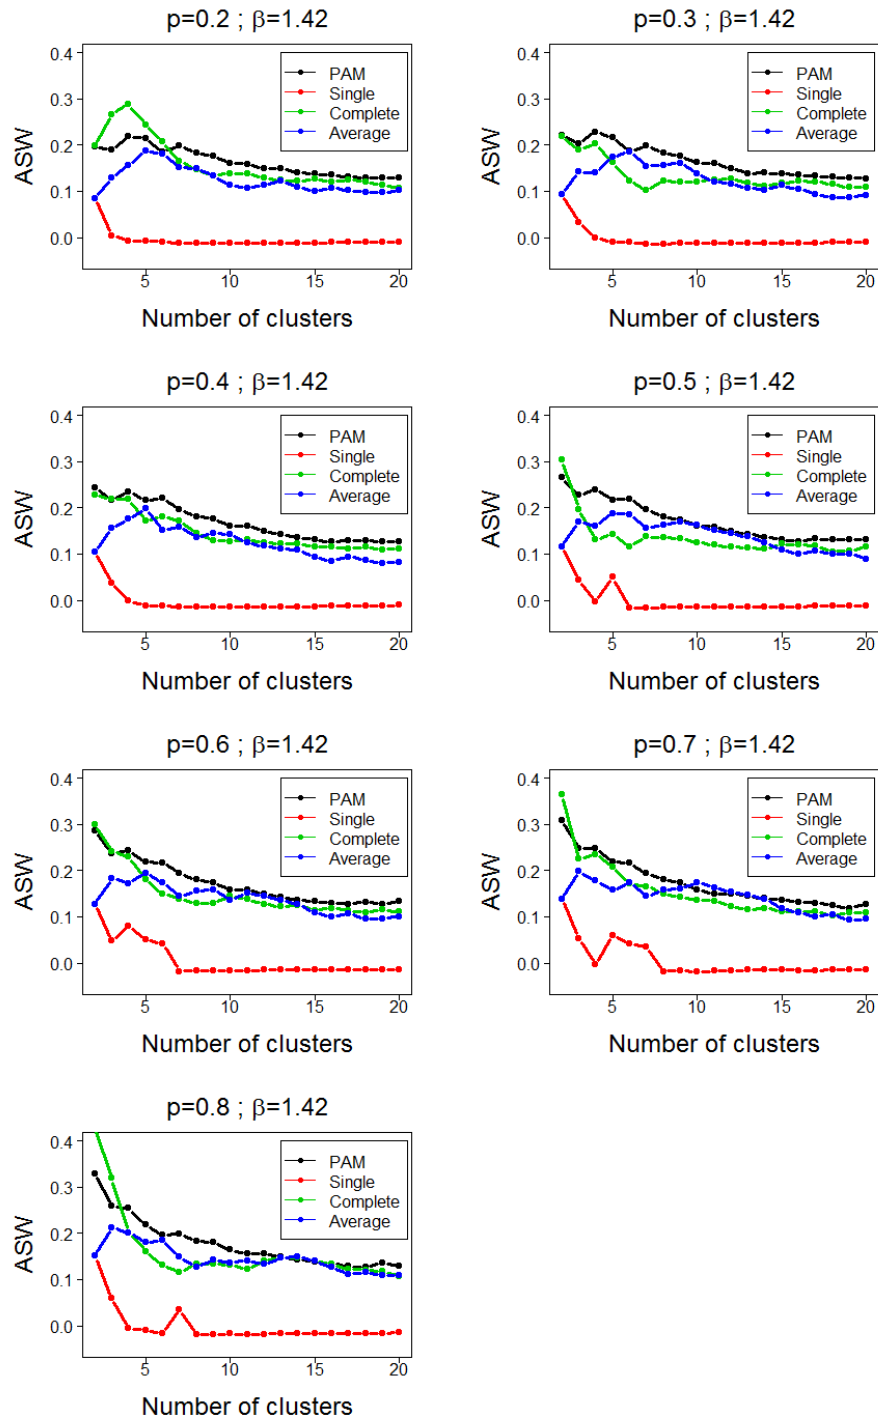 p=0.2 ; β=1.42
ASW
0.4
0.3
0.2
0.1
0.0
PAM
Single
Complete
Average
5
10
15
20
Number of clusters
p=0.3 ; β=1.42
ASW
0.4
0.3
0.2
0.1
0.0
PAM
Single
Complete
Average
5
10
15
20
Number of clusters
p=0.4 ; β=1.42
ASW
0.4
0.3
0.2
0.1
0.0
PAM
Single
Complete
Average
5
10
15
20
Number of clusters
p=0.5 ; β=1.42
ASW
0.4
0.3
0.2
0.1
0.0
PAM
Single
Complete
Average
5
10
15
20
Number of clusters
p=0.6 ; β=1.42
ASW
0.4
0.3
0.2
0.1
0.0
PAM
Single
Complete
Average
5
10
15
20
Number of clusters
p=0.7 ; β=1.42
ASW
0.4
0.3
0.2
0.1
0.0
PAM
Single
Complete
Average
5
10
15
20
Number of clusters
p=0.8 ; β=1.42
ASW
0.4
0.3
0.2
0.1
0.0
PAM
Single
Complete
Average
5
10
15
20
Number of clusters